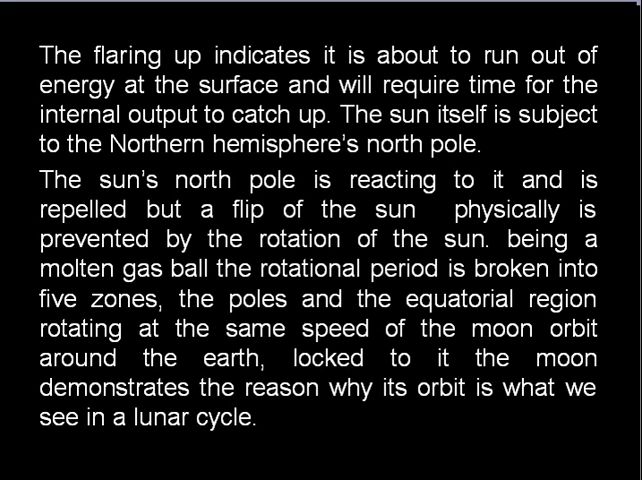 The flaring up indicates it is about to run out of
energy at the surface and will require time for the
internal output to catch up. The sun itself is subject
to the Northern hemisphere's north pole.
The sun's north pole is reacting to it and is
repelled but a flip of the sun physically is
prevented by the rotation of the sun. being a
molten gas ball the rotational period is broken into
five zones, the poles and the equatorial region
rotating at the same speed of the moon orbit
around the earth, locked to it the moon
demonstrates the reason why its orbit is what we
see in a lunar cycle.